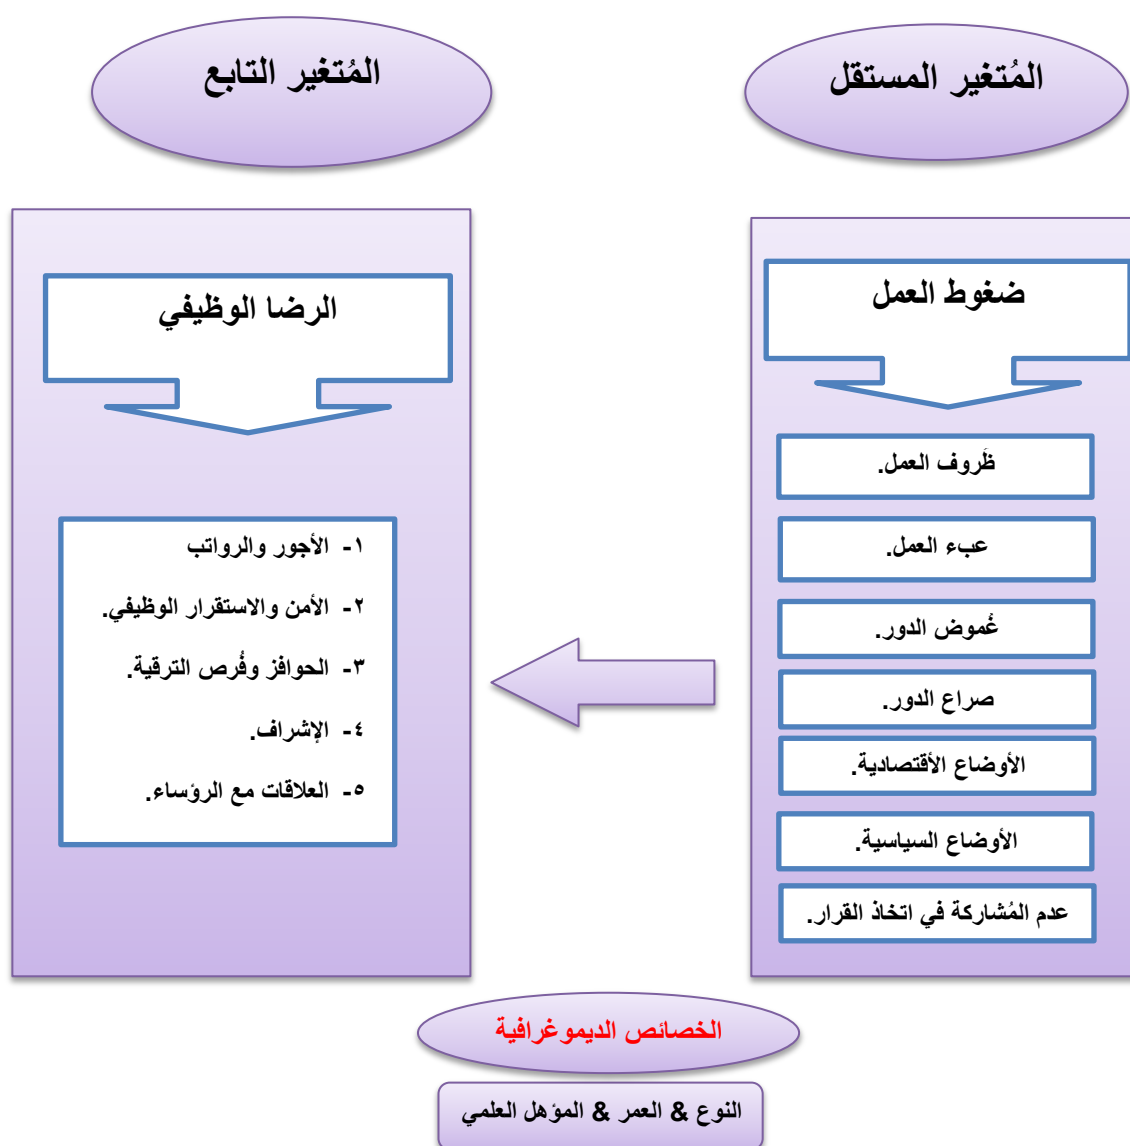 المُتغير المستقل
المُتغير التابع
ضغوط العمل
ظَروف العمل.
عبء العمل.
غُموض الدور.
صراع الدور.
الأوضاع الأقتصادية.
الأوضاع السياسية.
عدم المُشاركة في اتخاذ القرار.
الرضا الوظيفي
١- الأجور والرواتب
٢- الأمن والاستقرار الوظيفي.
٣- الحوافز وفُرص الترقية.
٤- الإشراف.
٥- العلاقات مع الرؤساء.
الخصائص الديموغرافية
النوع & العمر & المؤهل العلمي